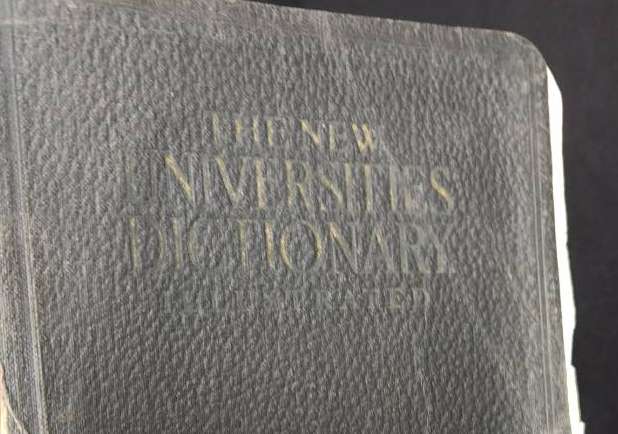 THE NEW
UNIVERSITIES
DICTIONARY
ILLUSTRATED